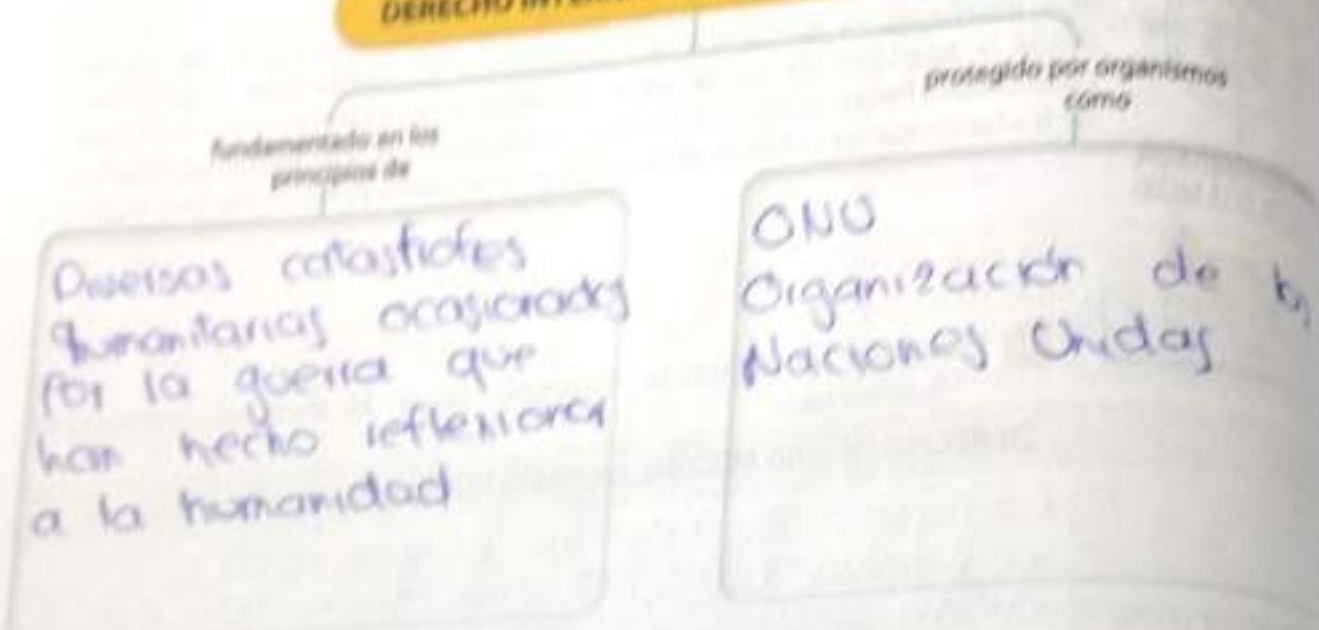 DERECHO
fundamentado en los
principios de
protegido por organismos
como
Diversas catastrofes
humanitarias ocasionadas
por la guerra que
han hecho reflexionar
a la humanidad
ONU
Organización de
Naciones Unidas